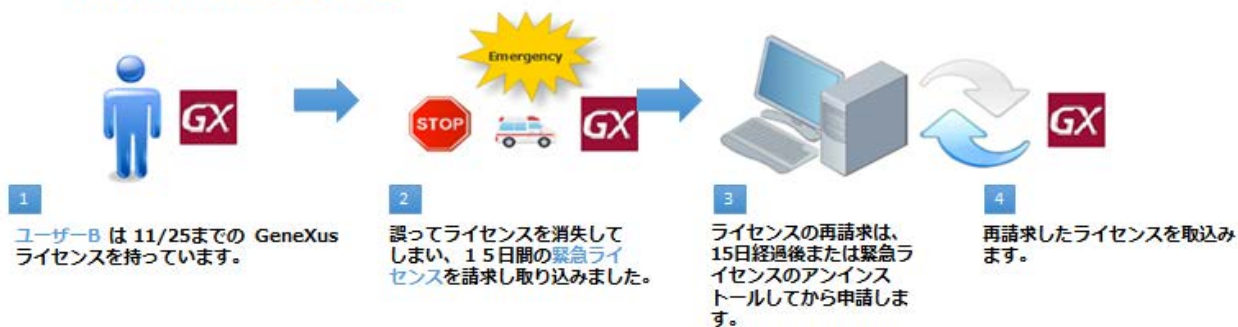 Emergency
GX
STOP
GX
GX
1
ユーザーB は 11/25までの GeneXus
ライセンスを持っています。
2
誤ってライセンスを消失して
しまい、１５日間の緊急ライ
センスを請求し取り込みました。
3
ライセンスの再請求は、
15日経過後または緊急ラ
イセンスのアンインス
トールしてから申請しま
す。
4
再請求したライセンスを取込み
ます。